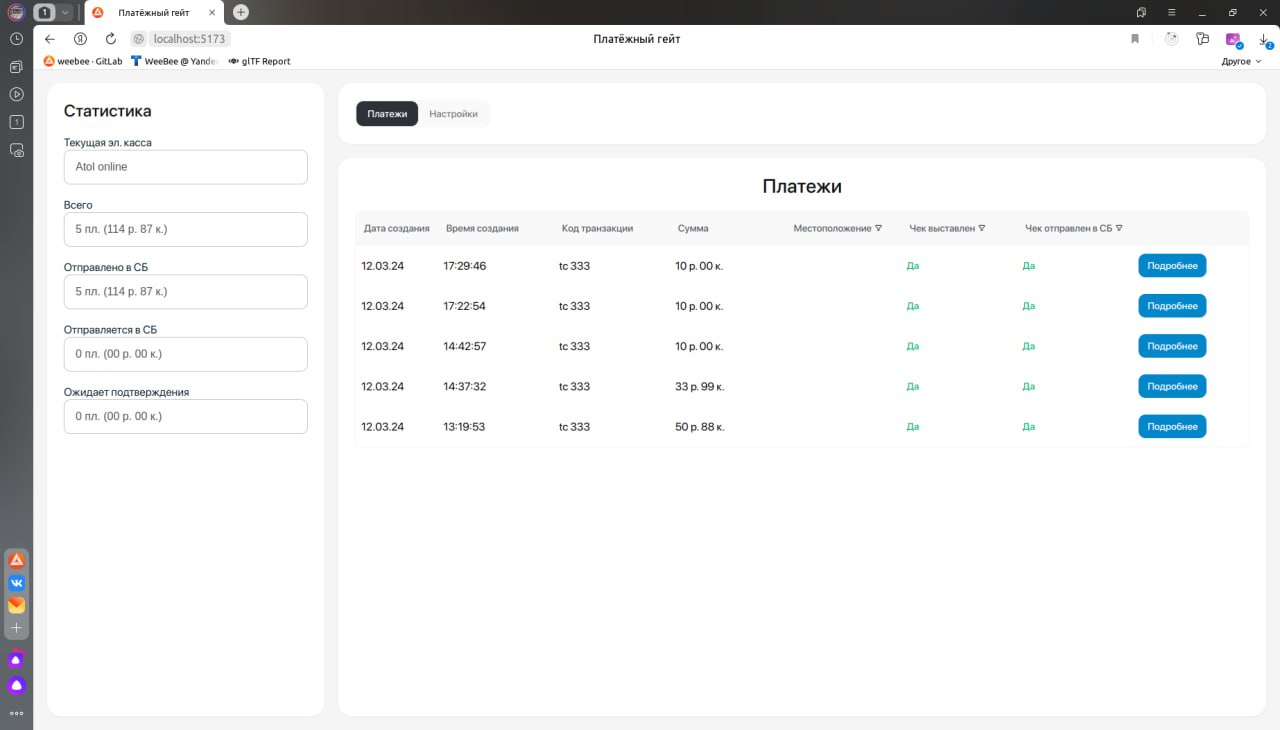 1
Платёжный гейт
localhost:5173
Платёжный гейт
2
weebee · GitLab
WeeBee @ Yande
glTF Report
Другое
1
Статистика
Текущая эл. касса
Atol online
Всего
5 пл. (114 р. 87 к.)
Отправлено в СБ
5 пл. (114 р. 87 к.)
Отправляется в СБ
0 пл. (00 р. 00 к.)
Ожидает подтверждения
0 пл. (00 р. 00 к.)
Платежи Настройки
Платежи
Дата создания Время создания Код транзакции Сумма Местоположение Чек выставлен Чек отправлен в СБ
12.03.24 17:29:46 tc 333 10 р. 00 к. Да Да Подробнее
12.03.24 17:22:54 tc 333 10 р. 00 к. Да Да Подробнее
12.03.24 14:42:57 tc 333 10 р. 00 к. Да Да Подробнее
12.03.24 14:37:32 tc 333 33 р. 99 к. Да Да Подробнее
12.03.24 13:19:53 tc 333 50 р. 88 к. Да Да Подробнее